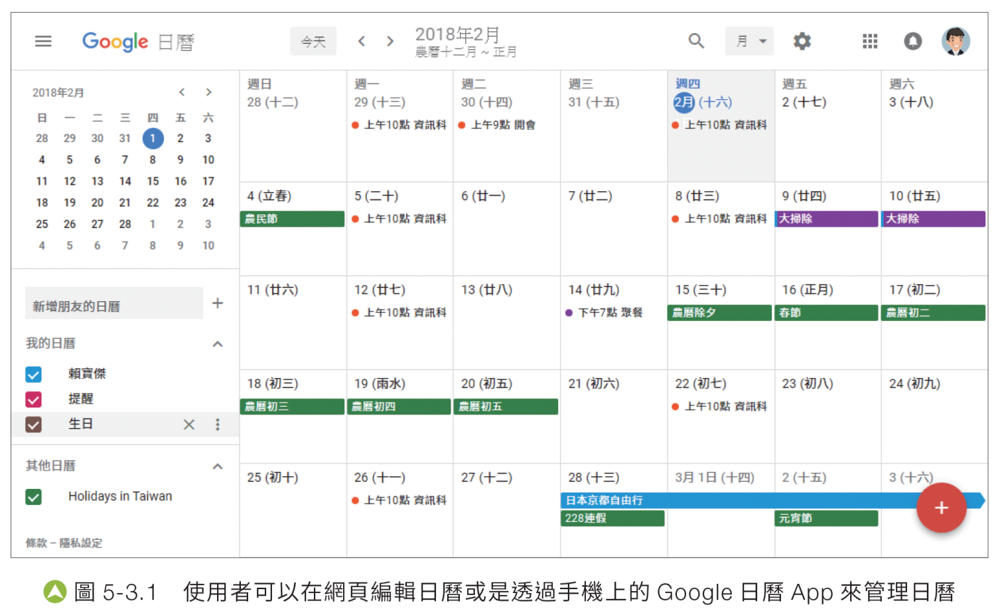 Google 日曆
今天
2018年2月
農曆十二月 ~ 正月
月
2018年2月
日 一 二 三 四 五 六
28 29 30 31 1 2 3
4 5 6 7 8 9 10
11 12 13 14 15 16 17
18 19 20 21 22 23 24
25 26 27 28 1 2 3
4 5 6 7 8 9 10
新增朋友的日曆
我的日曆
賴寶傑
提醒
生日
其他日曆
Holidays in Taiwan
條款 – 隱私設定
週日 週一 週二 週三 週四 週五 週六
28 (十二) 29 (十三) 30 (十四) 31 (十五) 2月 (十六) 2 (十七) 3 (十八)
上午10點 資訊科 上午9點 開會 上午10點 資訊科
4 (立春) 5 (二十) 6 (廿一) 7 (廿二) 8 (廿三) 9 (廿四) 10 (廿五)
農民節 上午10點 資訊科 上午10點 資訊科 大掃除 大掃除
11 (廿六) 12 (廿七) 13 (廿八) 14 (廿九) 15 (三十) 16 (正月) 17 (初二)
上午10點 資訊科 下午7點 聚餐 農曆除夕 春節 農曆初二
18 (初三) 19 (雨水) 20 (初五) 21 (初六) 22 (初七) 23 (初八) 24 (初九)
農曆初三 農曆初四 農曆初五 上午10點 資訊科
25 (初十) 26 (十一) 27 (十二) 28 (十三) 3月 1日 (十四) 2 (十五) 3 (十六)
上午10點 資訊科 日本京都自由行
228連假 元宵節
圖 5-3.1 使用者可以在網頁編輯日曆或是透過手機上的 Google 日曆 App 來管理日曆